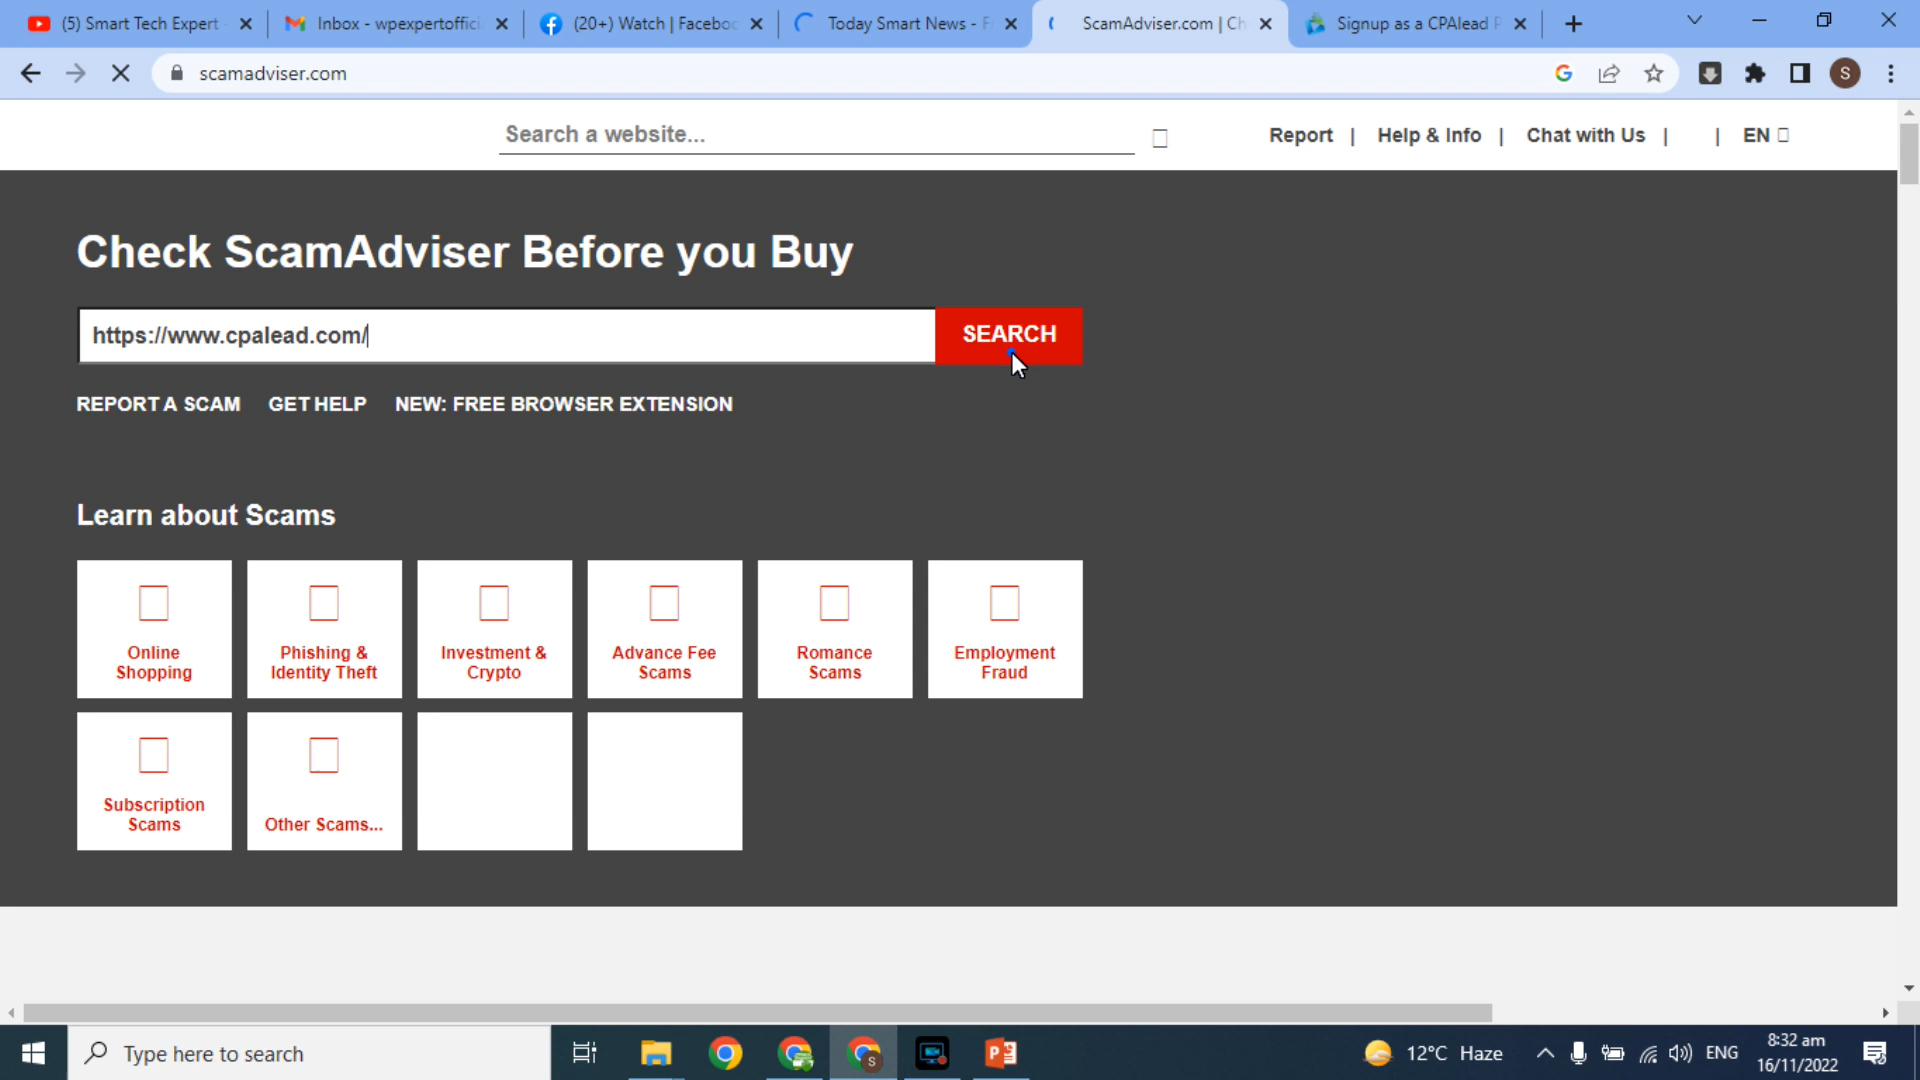 (5) Smart Tech Expert
Inbox - wpexpertoffici
(20+) Watch | Faceboo
Today Smart News - F
ScamAdviser.com | Ch
Signup as a CPAlead P
scamadviser.com
S
Search a website...
Report | Help & Info | Chat with Us | | EN
Check ScamAdviser Before you Buy
https://www.cpalead.com/
SEARCH
REPORT A SCAM GET HELP NEW: FREE BROWSER EXTENSION
Learn about Scams
Online
Shopping
Phishing &
Identity Theft
Investment &
Crypto
Advance Fee
Scams
Romance
Scams
Employment
Fraud
Subscription
Scams
Other Scams...
Type here to search
12°C Haze
ENG
8:32 am
16/11/2022